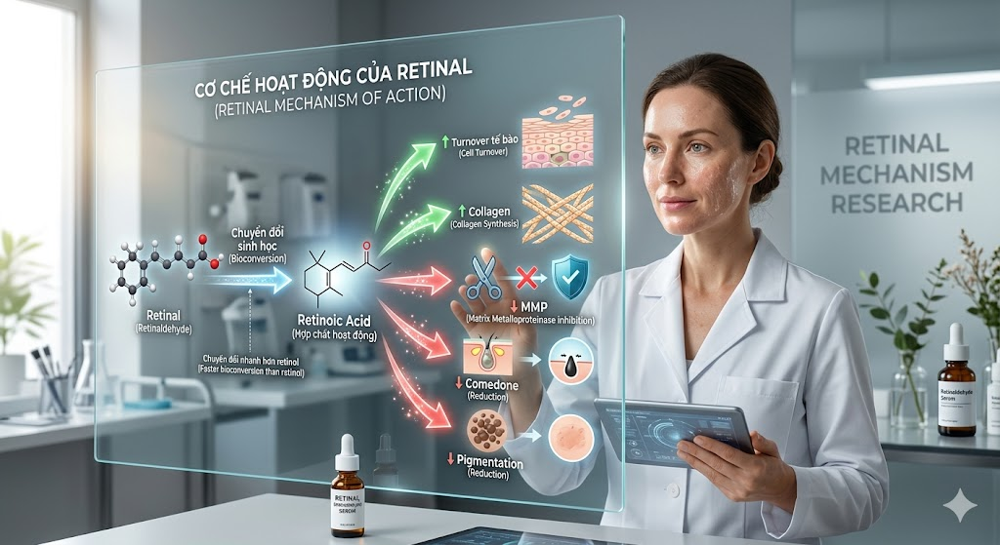 CƠ CHẾ HOẠT ĐỘNG CỦA RETINAL
(RETINAL MECHANISM OF ACTION)
Retinal
(Retinaldehyde)
Chuyển đổi
sinh học
(Bioconversion)
Chuyển đổi nhanh hơn retinol
(Faster bioconversion than retinol)
Retinoic Acid
(Hợp chất hoạt động)
↑ Turnover tế bào
(Cell Turnover)
↑ Collagen
(Collagen Synthesis)
↓ MMP
(Matrix Metalloproteinase inhibition)
↓ Comedone
(Reduction)
↓ Pigmentation
(Reduction)
RETINAL
MECHANISM
RESEARCH
RETINAL
SERUM
Retinaldehyde
Serum